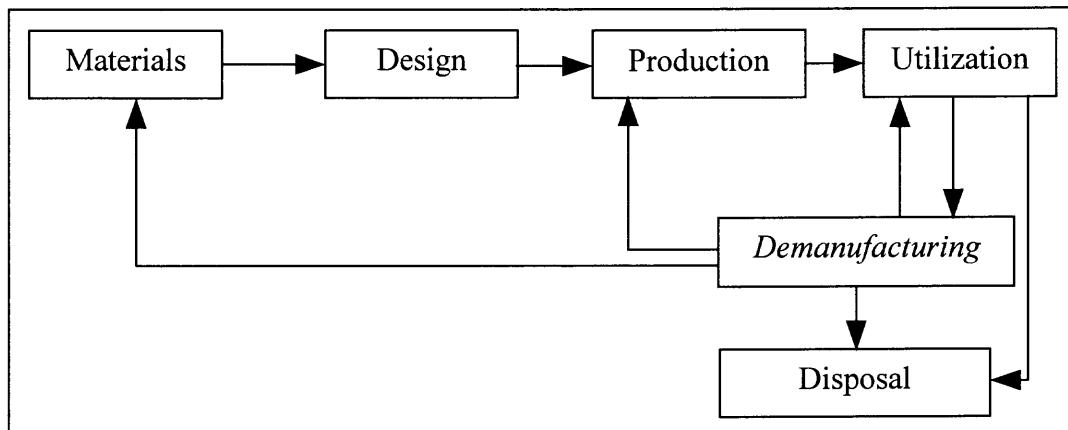 Materials
Design
Production
Utilization
Demanufacturing
Disposal